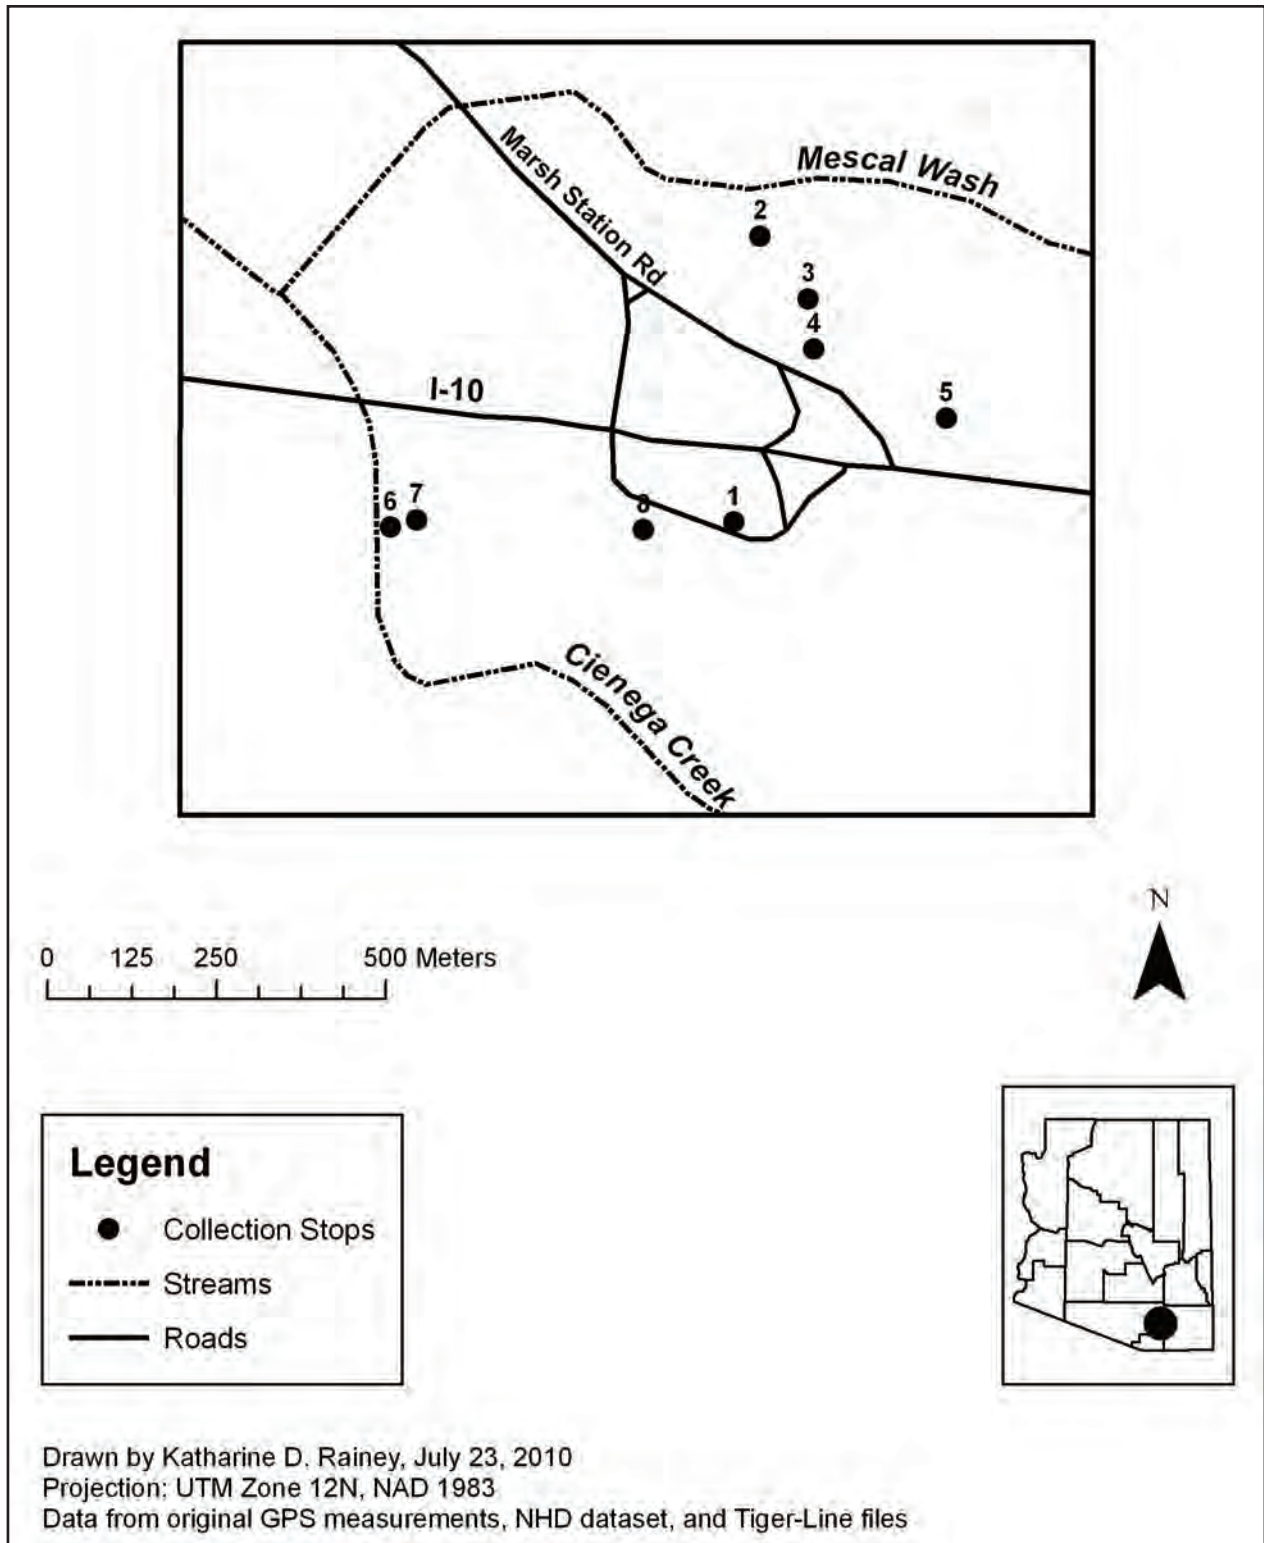 Marsh Station Rd
Mescal Wash
2
3
4
5
I-10
6
7
8
1
Cienega Creek
N
0 125 250 500 Meters
Legend
Collection Stops
Streams
Roads
Drawn by Katharine D. Rainey, July 23, 2010
Projection: UTM Zone 12N, NAD 1983
Data from original GPS measurements, NHD dataset, and Tiger-Line files